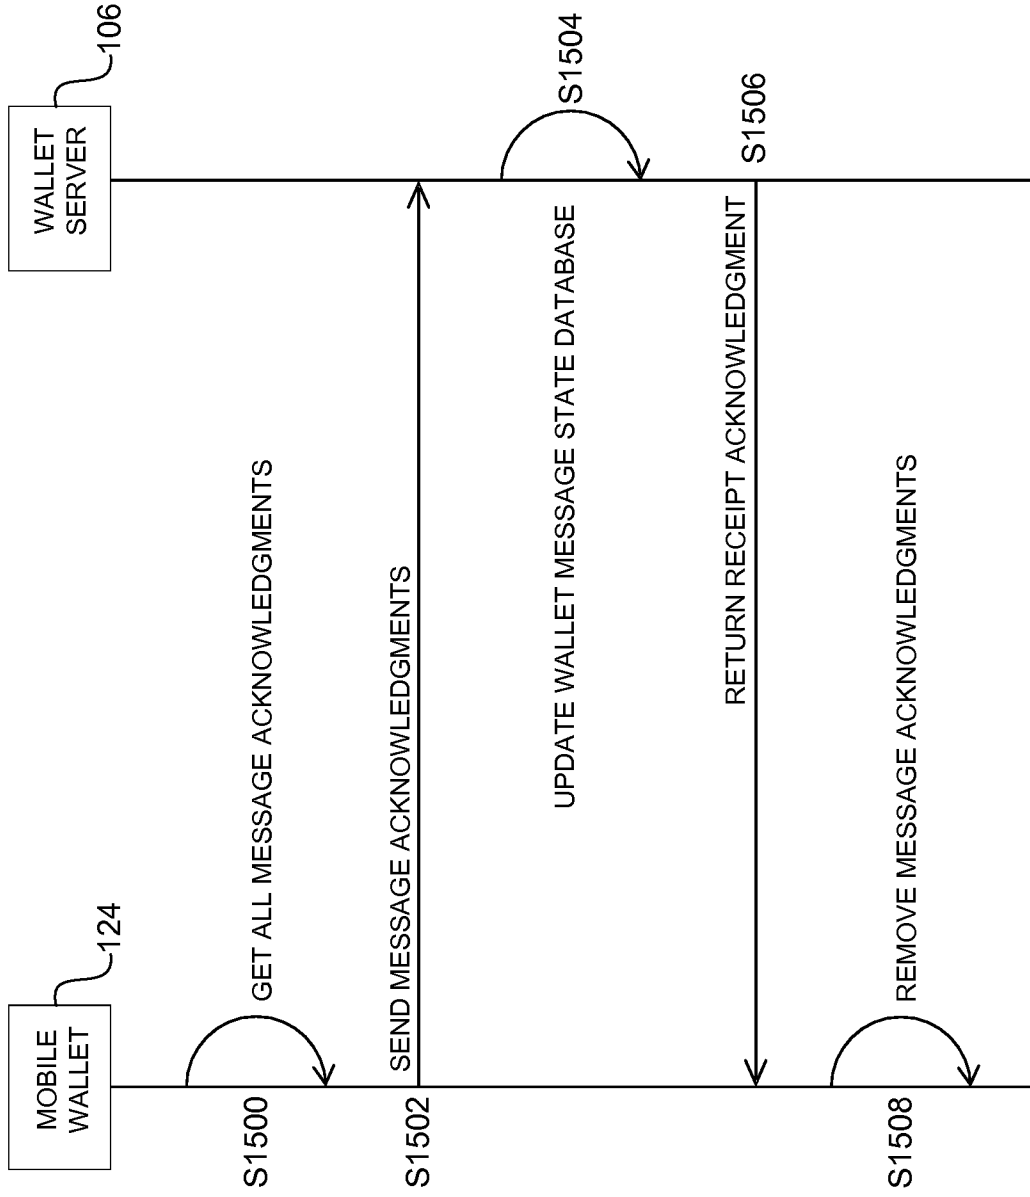 MOBILE
WALLET
124
WALLET
SERVER
106
S1500
GET ALL MESSAGE ACKNOWLEDGMENTS
S1502
SEND MESSAGE ACKNOWLEDGMENTS
UPDATE WALLET MESSAGE STATE DATABASE
S1504
RETURN RECEIPT ACKNOWLEDGMENT
S1506
S1508
REMOVE MESSAGE ACKNOWLEDGMENTS